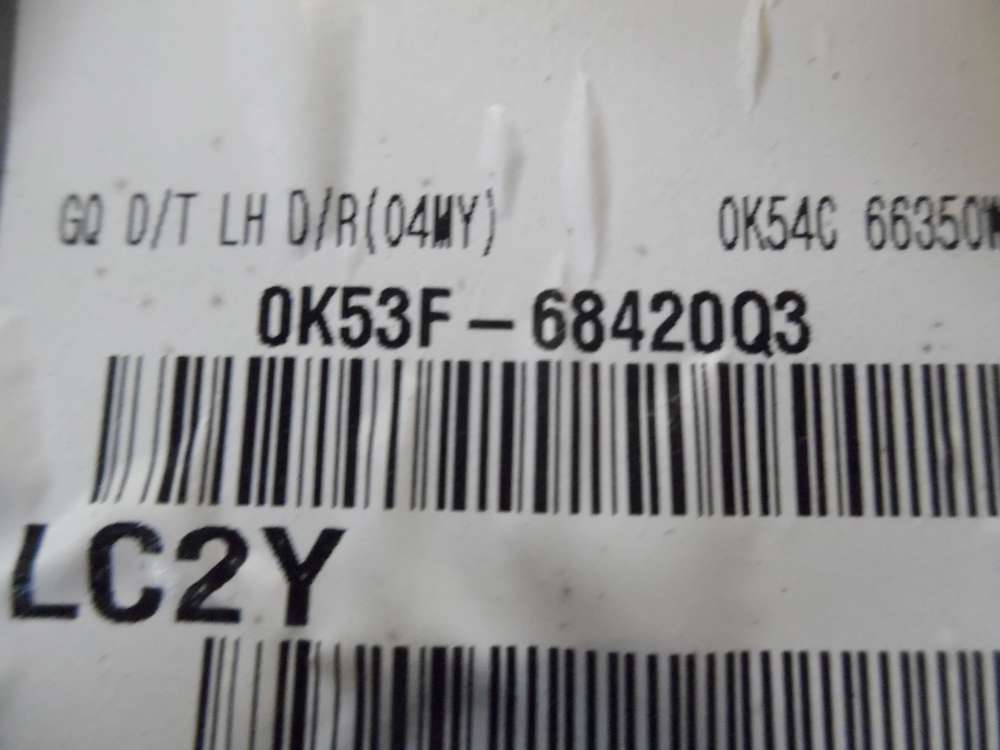 GQ D/T LH D/R(04MY) 0K54C 66350
0K53F-68420Q3
LC2Y